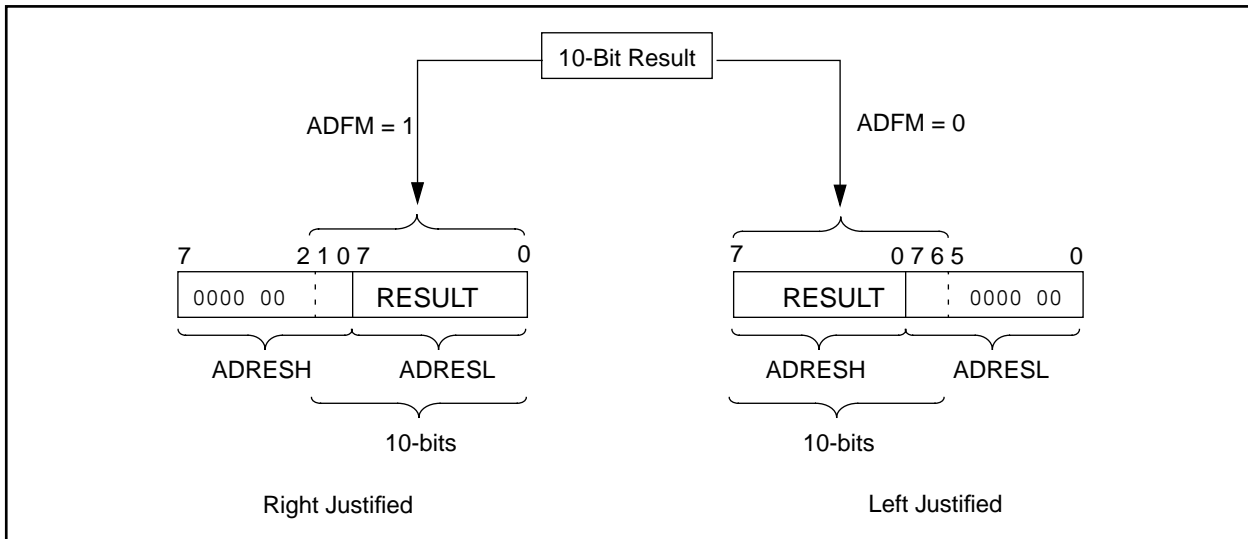 10-Bit Result
ADFM = 1
ADFM = 0
7 2 1 0 7 0
0000 00 RESULT
ADRESH ADRESL
10-bits
Right Justified
7 0 7 6 5 0
RESULT 0000 00
ADRESH ADRESL
10-bits
Left Justified